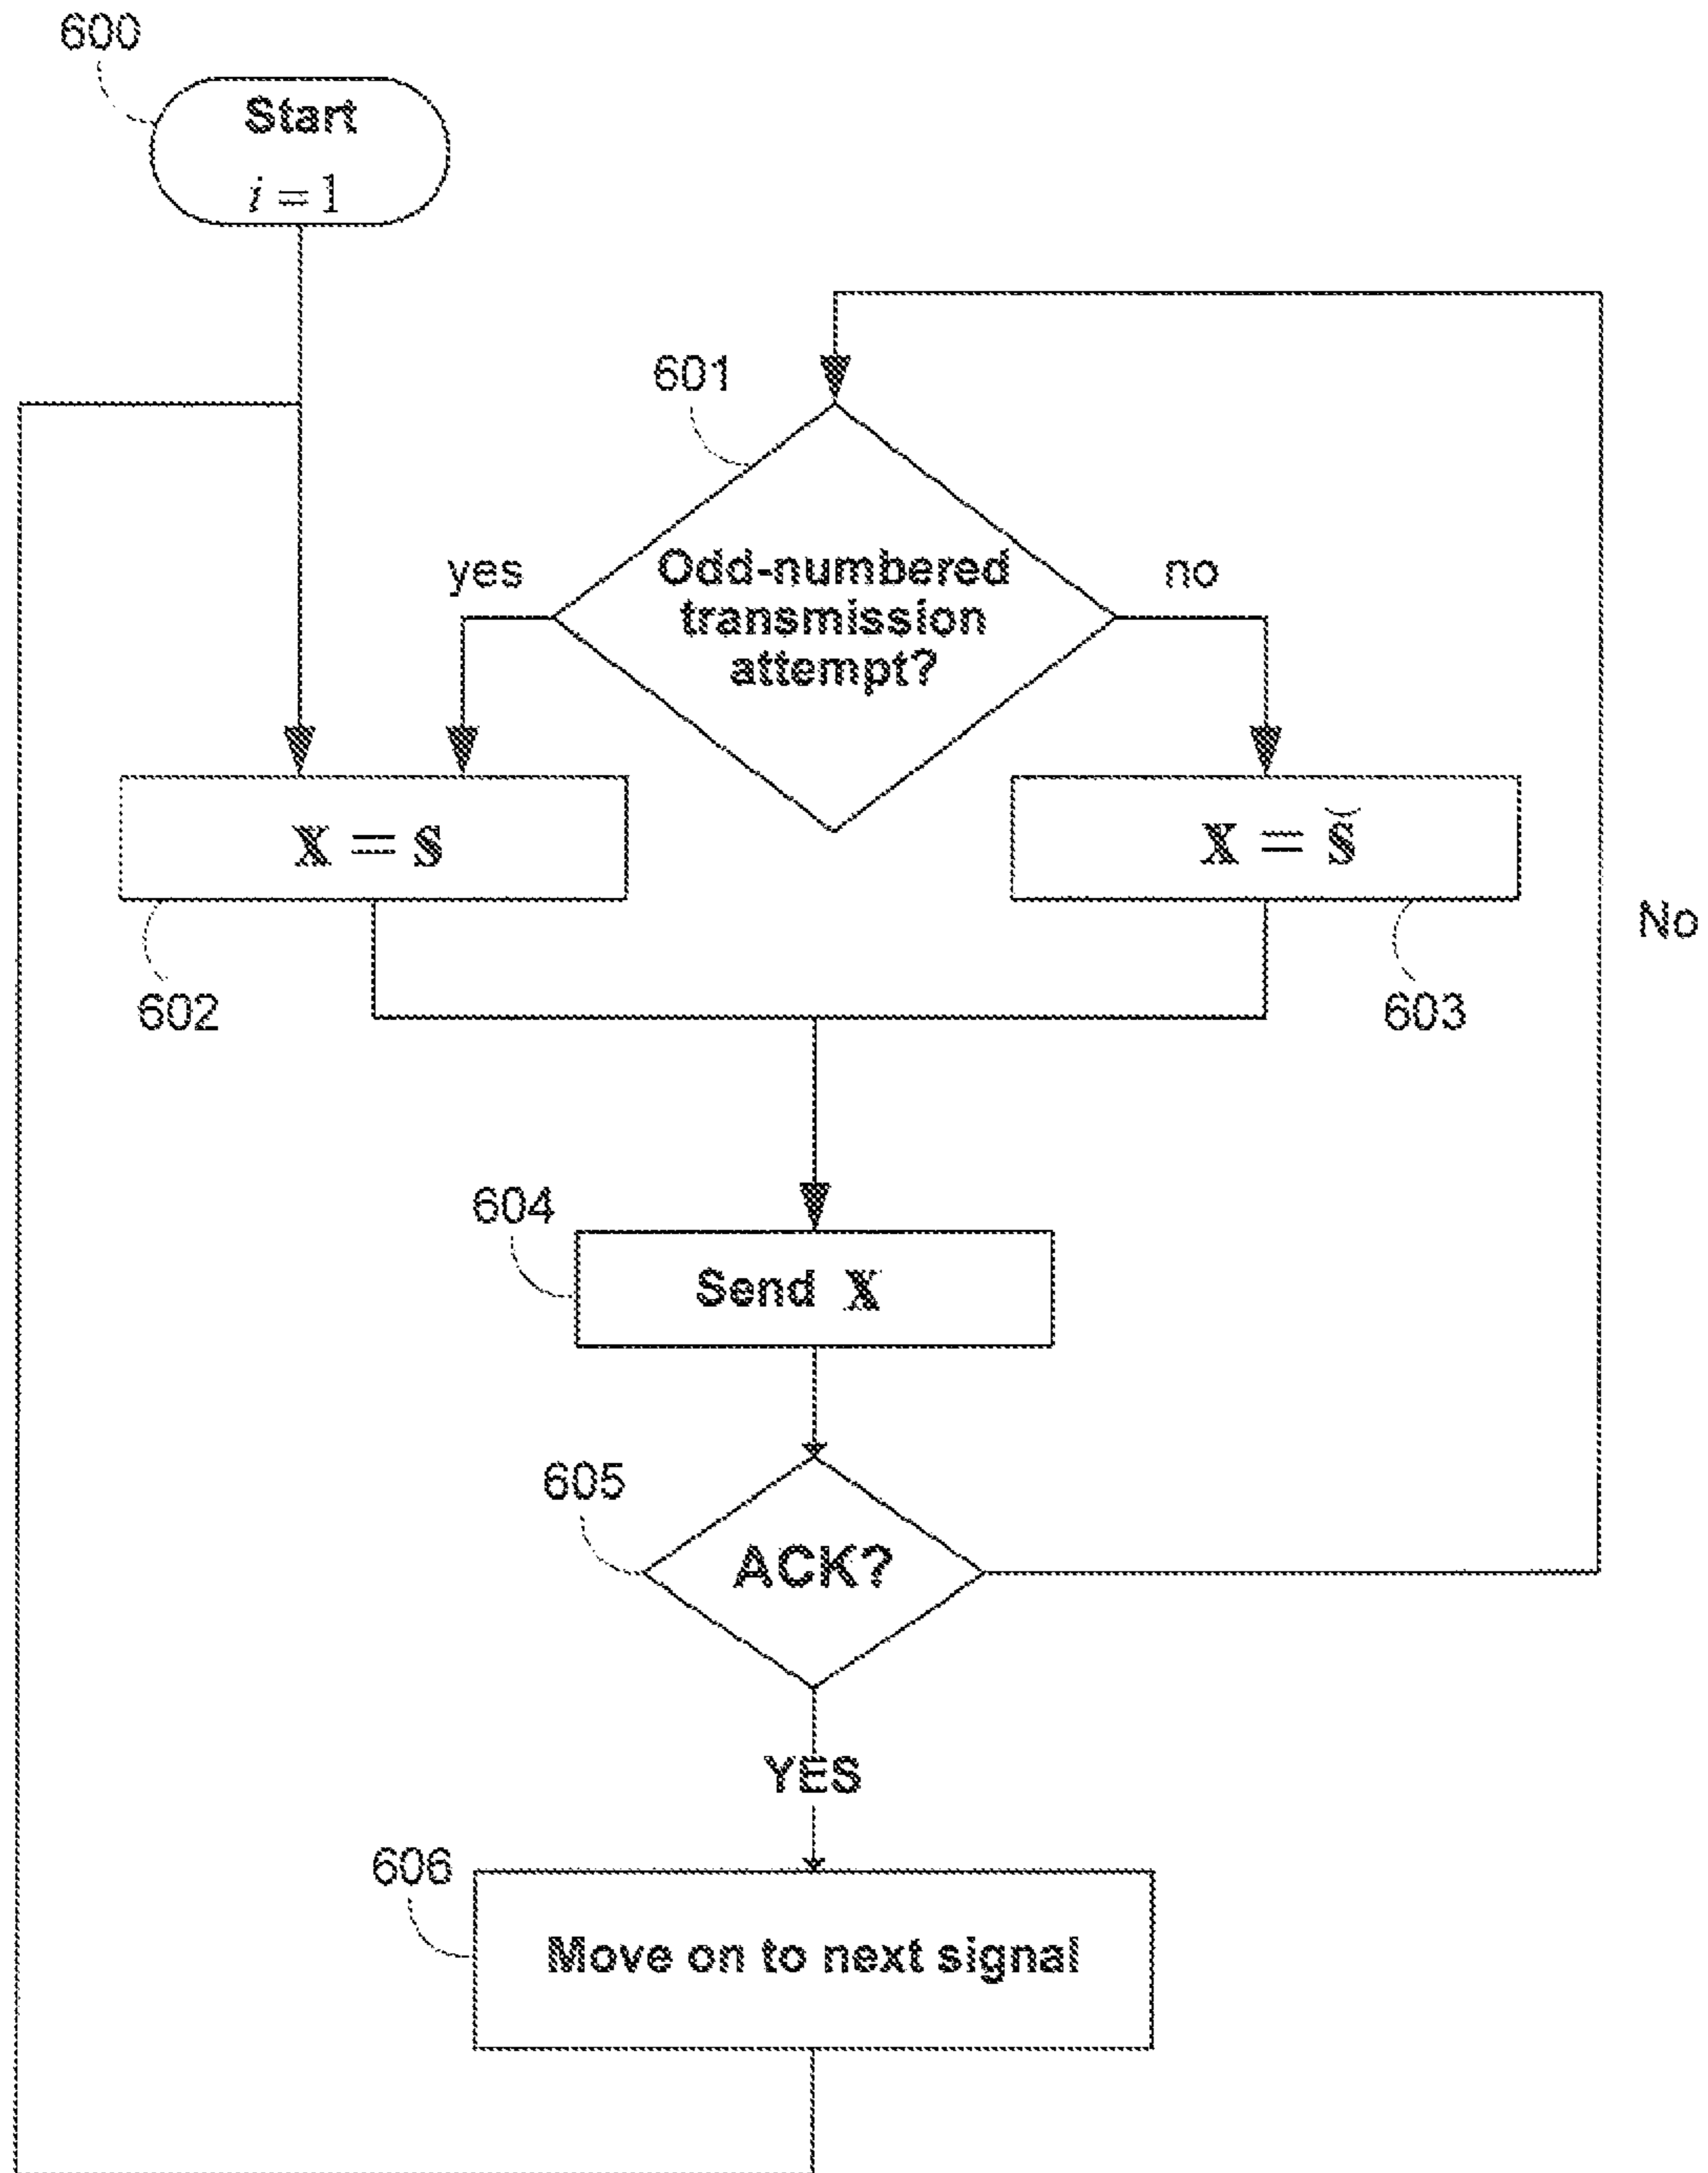 600
Start
i = 1
601
yes
Odd-numbered
transmission
attempt?
no
𝕏 = 𝕊
𝕏 = 𝕊̆
No
602
603
604
Send 𝕏
605
ACK?
YES
606
Move on to next signal